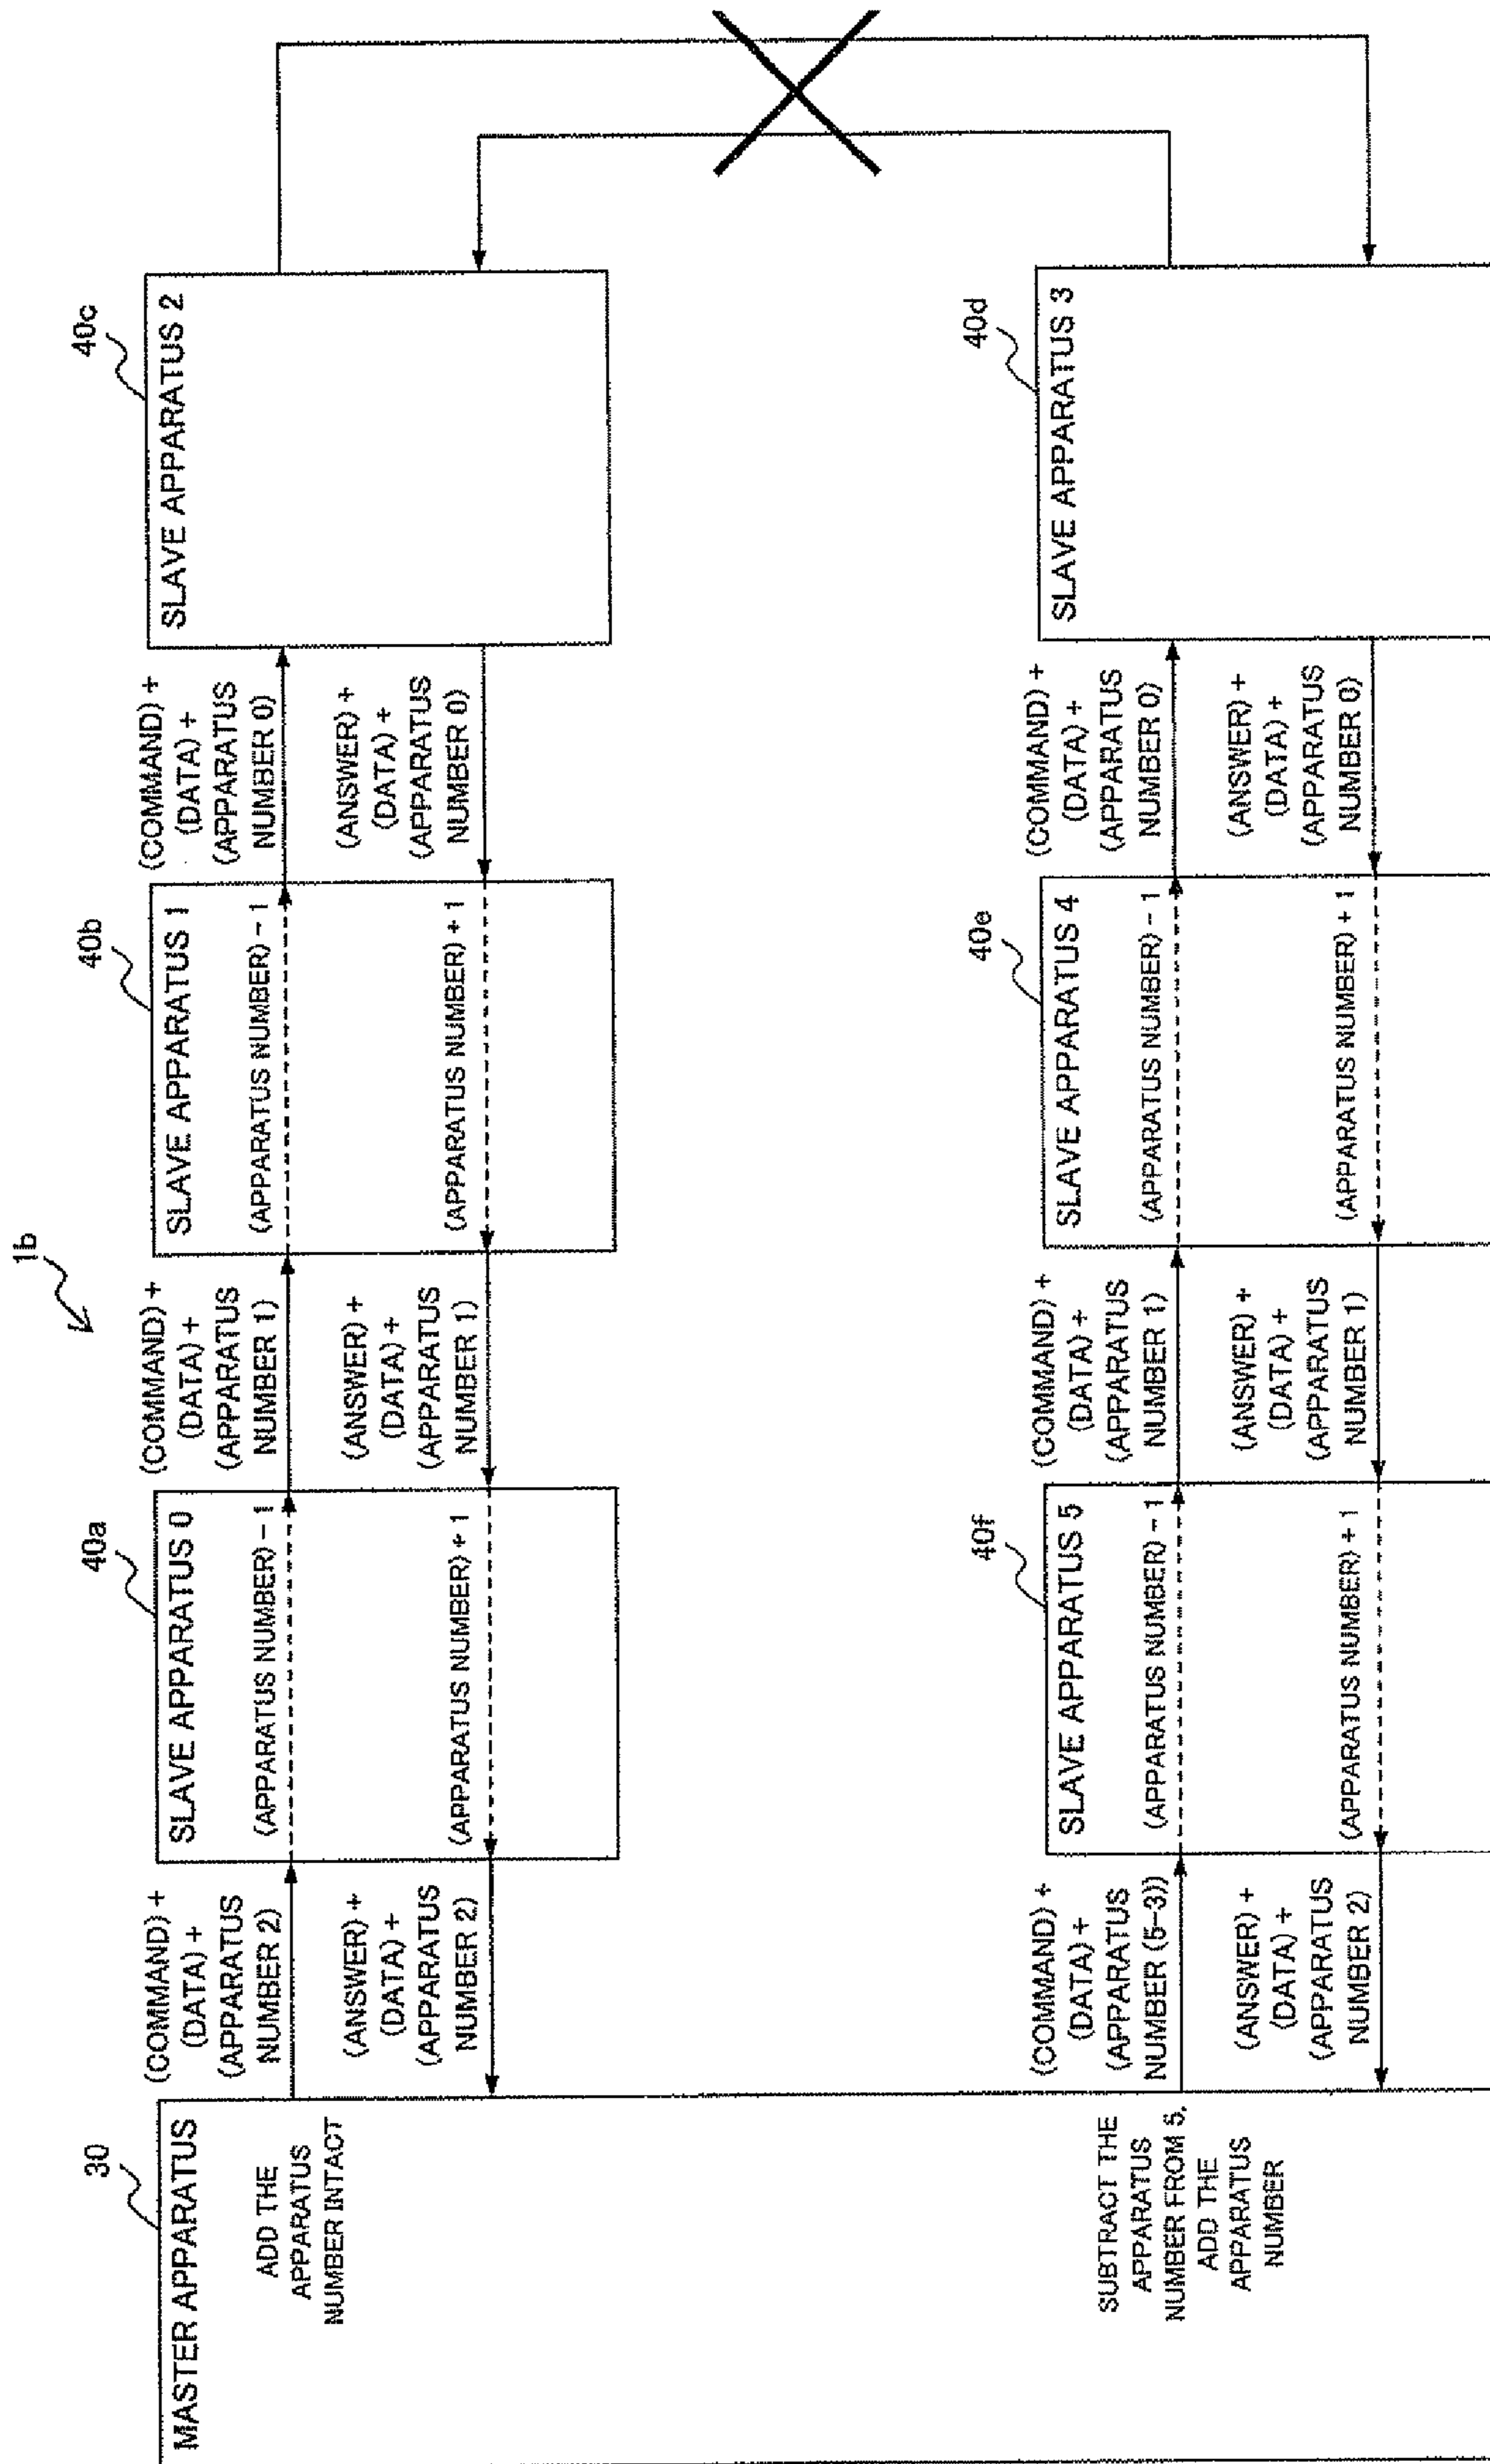 1b
30
MASTER APPARATUS
ADD THE
APPARATUS
NUMBER INTACT
SUBTRACT THE
APPARATUS
NUMBER FROM 5.
ADD THE
APPARATUS
NUMBER
(COMMAND) +
(DATA) +
(APPARATUS
NUMBER 2)
(ANSWER) +
(DATA) +
(APPARATUS
NUMBER 2)
40a
SLAVE APPARATUS 0
(APPARATUS NUMBER) - 1
(APPARATUS NUMBER) + 1
(COMMAND) +
(DATA) +
(APPARATUS
NUMBER 1)
(ANSWER) +
(DATA) +
(APPARATUS
NUMBER 1)
40b
SLAVE APPARATUS 1
(APPARATUS NUMBER) - 1
(APPARATUS NUMBER) + 1
(COMMAND) +
(DATA) +
(APPARATUS
NUMBER 0)
(ANSWER) +
(DATA) +
(APPARATUS
NUMBER 0)
40c
SLAVE APPARATUS 2
(COMMAND) +
(DATA) +
(APPARATUS
NUMBER (5-3))
(ANSWER) +
(DATA) +
(APPARATUS
NUMBER 2)
40f
SLAVE APPARATUS 5
(APPARATUS NUMBER) - 1
(APPARATUS NUMBER) + 1
(COMMAND) +
(DATA) +
(APPARATUS
NUMBER 1)
(ANSWER) +
(DATA) +
(APPARATUS
NUMBER 1)
40e
SLAVE APPARATUS 4
(APPARATUS NUMBER) - 1
(APPARATUS NUMBER) + 1
(COMMAND) +
(DATA) +
(APPARATUS
NUMBER 0)
(ANSWER) +
(DATA) +
(APPARATUS
NUMBER 0)
40d
SLAVE APPARATUS 3